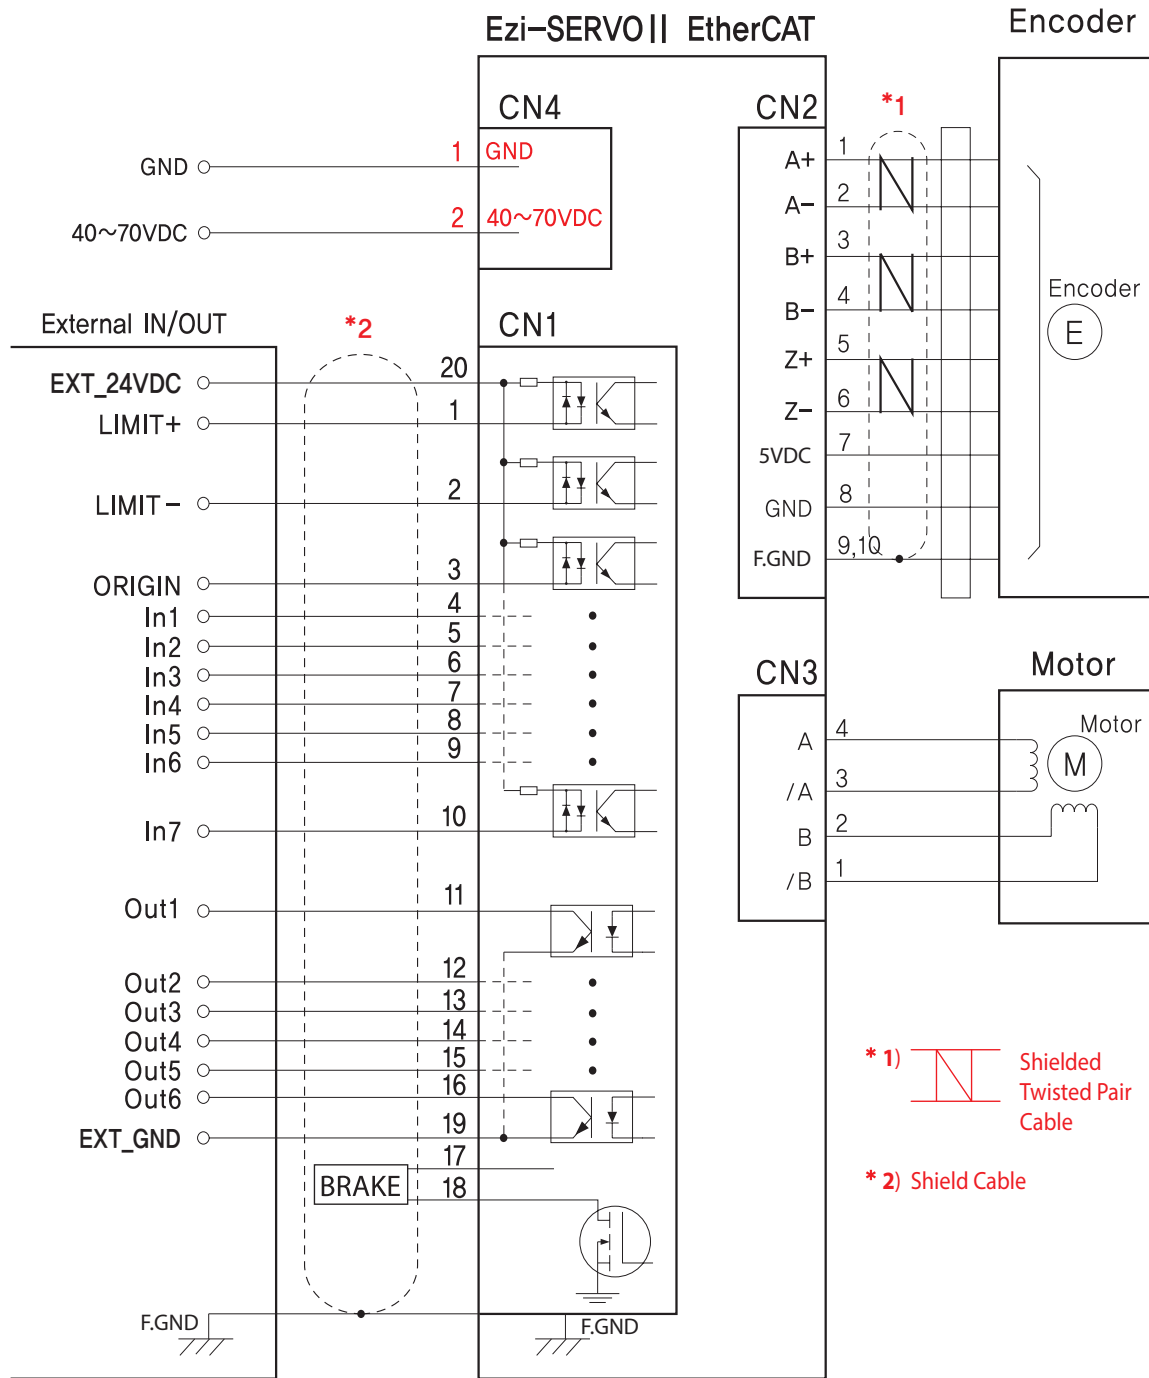 Ezi-SERVOII EtherCAT
Encoder
CN4
1 GND
GND
2 40~70VDC
40~70VDC
CN2
*1
A+ 1
A- 2
B+ 3
B- 4
Z+ 5
Z- 6
5VDC 7
GND 8
F.GND 9,10
Encoder
E
External IN/OUT
*2
CN1
EXT_24VDC 20
LIMIT+ 1
LIMIT- 2
ORIGIN 3
In1 4
In2 5
In3 6
In4 7
In5 8
In6 9
In7 10
Out1 11
Out2 12
Out3 13
Out4 14
Out5 15
Out6 16
EXT_GND 19
BRAKE 17
18
F.GND
F.GND
CN3
Motor
A 4
/A 3
B 2
/B 1
Motor
M
* 1) Shielded
Twisted Pair
Cable
* 2) Shield Cable